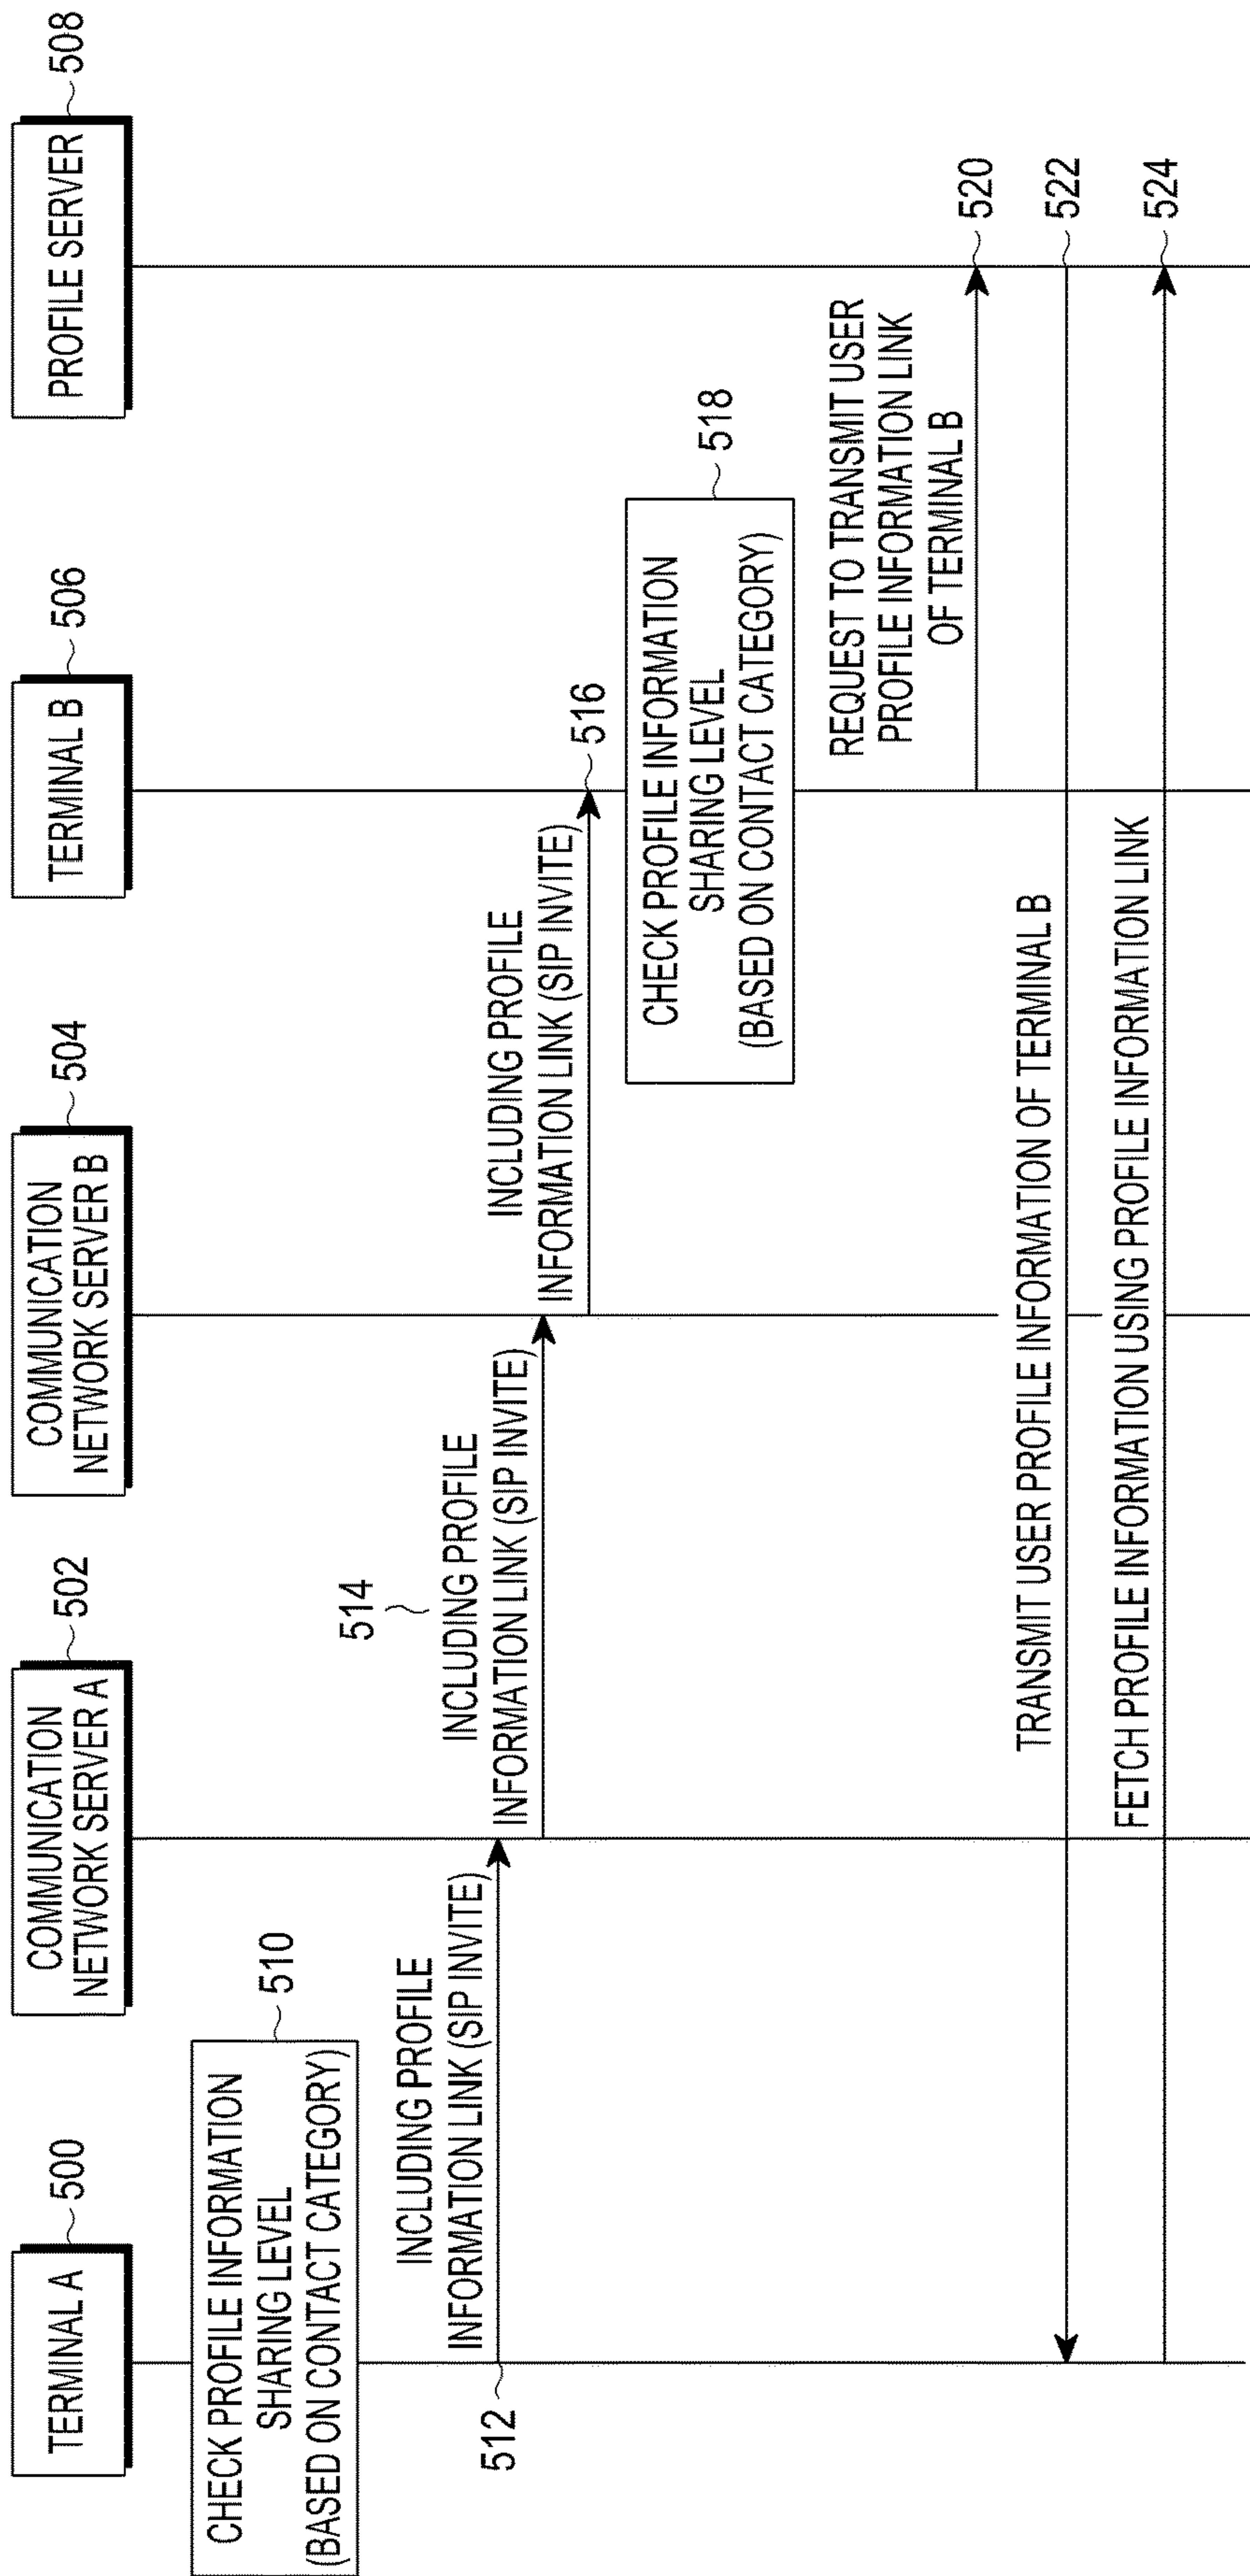 TERMINAL A
500
COMMUNICATION
NETWORK SERVER A
502
COMMUNICATION
NETWORK SERVER B
504
TERMINAL B
506
PROFILE SERVER
508
CHECK PROFILE INFORMATION
SHARING LEVEL
(BASED ON CONTACT CATEGORY)
510
INCLUDING PROFILE
INFORMATION LINK (SIP INVITE)
512
514
INCLUDING PROFILE
INFORMATION LINK (SIP INVITE)
INCLUDING PROFILE
INFORMATION LINK (SIP INVITE)
516
CHECK PROFILE INFORMATION
SHARING LEVEL
(BASED ON CONTACT CATEGORY)
518
REQUEST TO TRANSMIT USER
PROFILE INFORMATION LINK
OF TERMINAL B
520
TRANSMIT USER PROFILE INFORMATION OF TERMINAL B
522
FETCH PROFILE INFORMATION USING PROFILE INFORMATION LINK
524